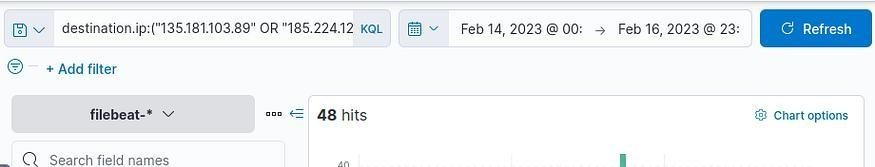 destination.ip:("135.181.103.89" OR "185.224.12 KQL Feb 14, 2023 @ 00: → Feb 16, 2023 @ 23: Refresh
+ Add filter
filebeat-* 48 hits Chart options
Search field names 40